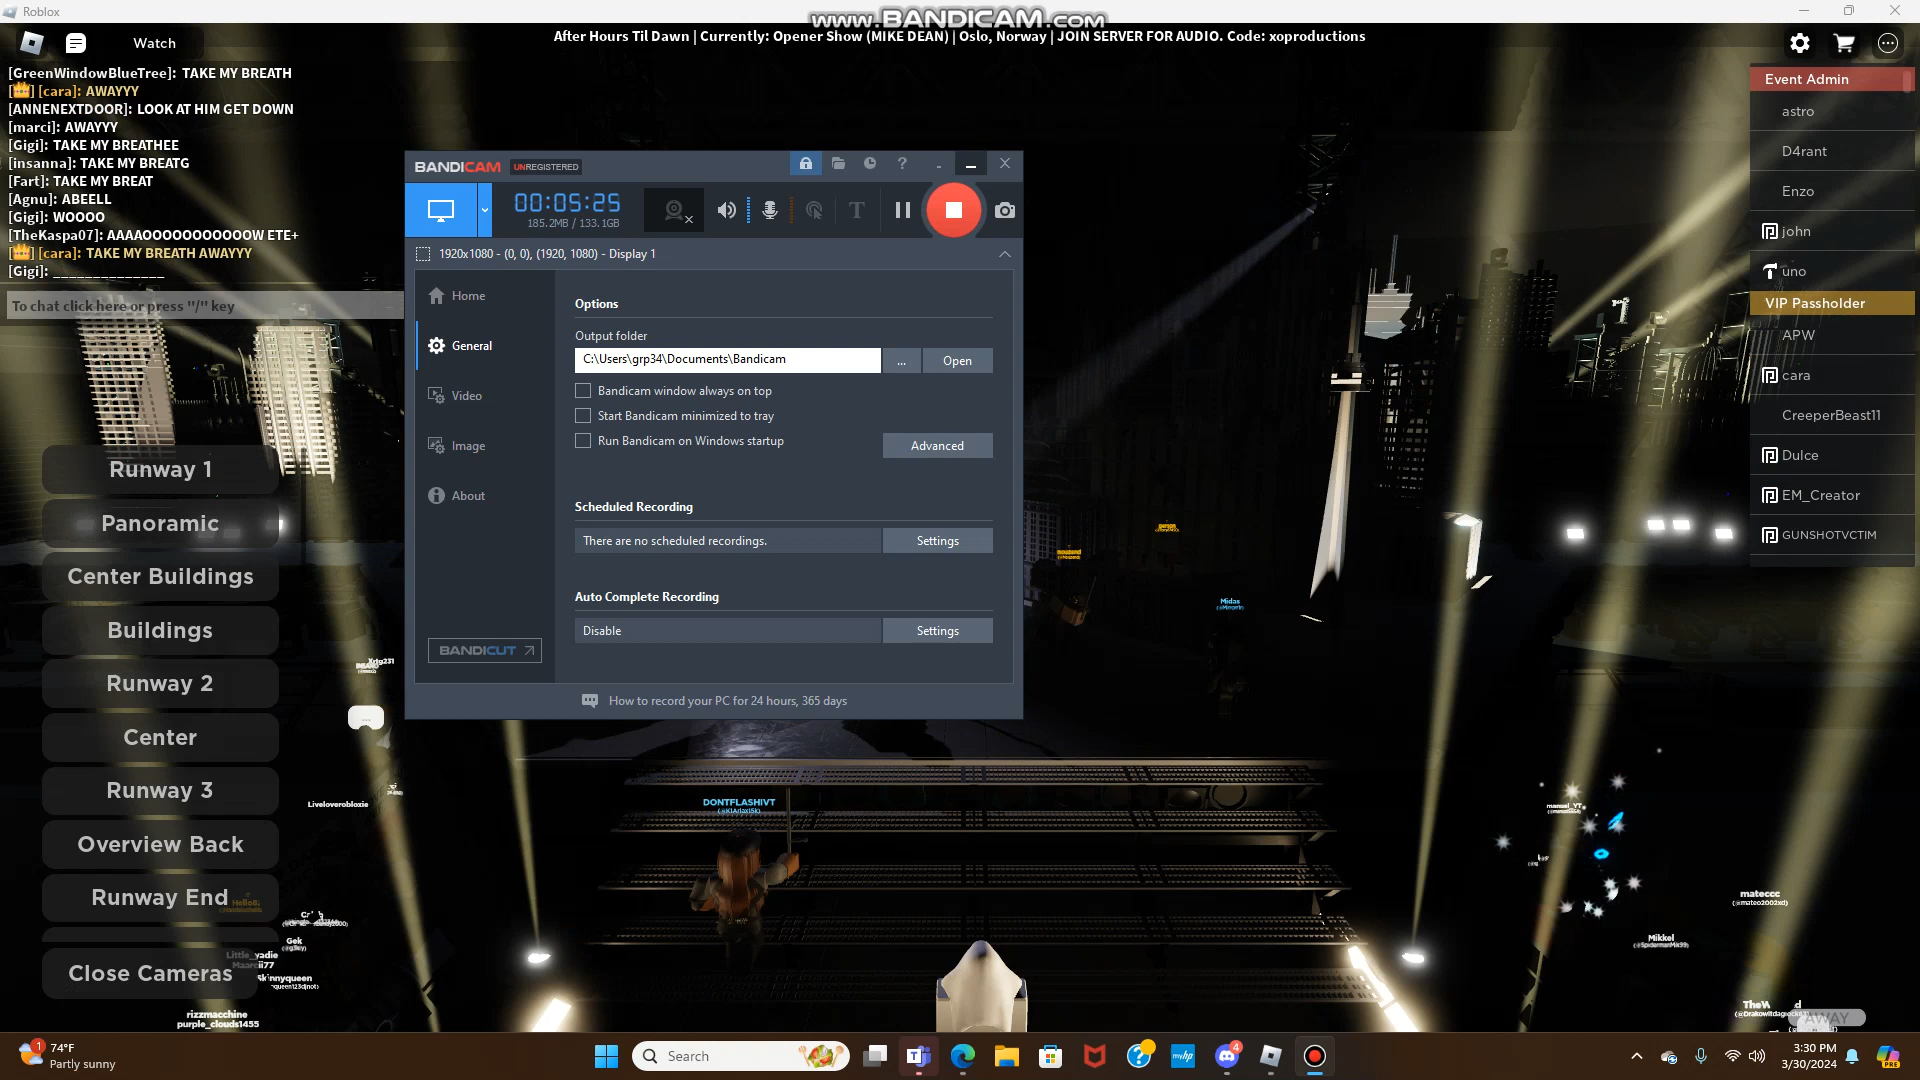 Roblox
www.BANDICAM.com
Watch
After Hours Til Dawn | Currently: Opener Show (MIKE DEAN) | Oslo, Norway | JOIN SERVER FOR AUDIO. Code: xoproductions
[GreenWindowBlueTree]: TAKE MY BREATH
[👑] [cara]: AWAYYY
[ANNENEXTDOOR]: LOOK AT HIM GET DOWN
[marci]: AWAYYY
[Gigi]: TAKE MY BREATHEE
[insanna]: TAKE MY BREATG
[Fart]: TAKE MY BREAT
[Agnu]: ABEELL
[Gigi]: WOOOO
[TheKaspa07]: AAAAOOOOOOOOOOW ETE+
[👑] [cara]: TAKE MY BREATH AWAYYY
[Gigi]: ______________
To chat click here or press "/" key
Runway 1
Panoramic
Center Buildings
Buildings
Runway 2
Center
Runway 3
Overview Back
Runway End
Close Cameras
BANDICAM UNREGISTERED
00:05:25
185.2MB / 133.1GB
1920x1080 - (0, 0), (1920, 1080) - Display 1
Home
General
Video
Image
About
BANDICUT
Options
Output folder
C:\Users\grp34\Documents\Bandicam
...
Open
Bandicam window always on top
Start Bandicam minimized to tray
Run Bandicam on Windows startup
Advanced
Scheduled Recording
There are no scheduled recordings.
Settings
Auto Complete Recording
Disable
Settings
How to record your PC for 24 hours, 365 days
Event Admin
astro
D4rant
Enzo
john
uno
VIP Passholder
APW
cara
CreeperBeast11
Dulce
EM_Creator
GUNSHOTVCTIM
Midas
DONTFLASHIVT
Liveloverobloxie
...
manuel_YT
mateccc
(@mateo2002xd)
Mikkel
(@SpidermanMik99)
Gek
rizzmacchine
purple_clouds1455
AWAY
74°F
Partly sunny
1
Search
4
3:30 PM
3/30/2024